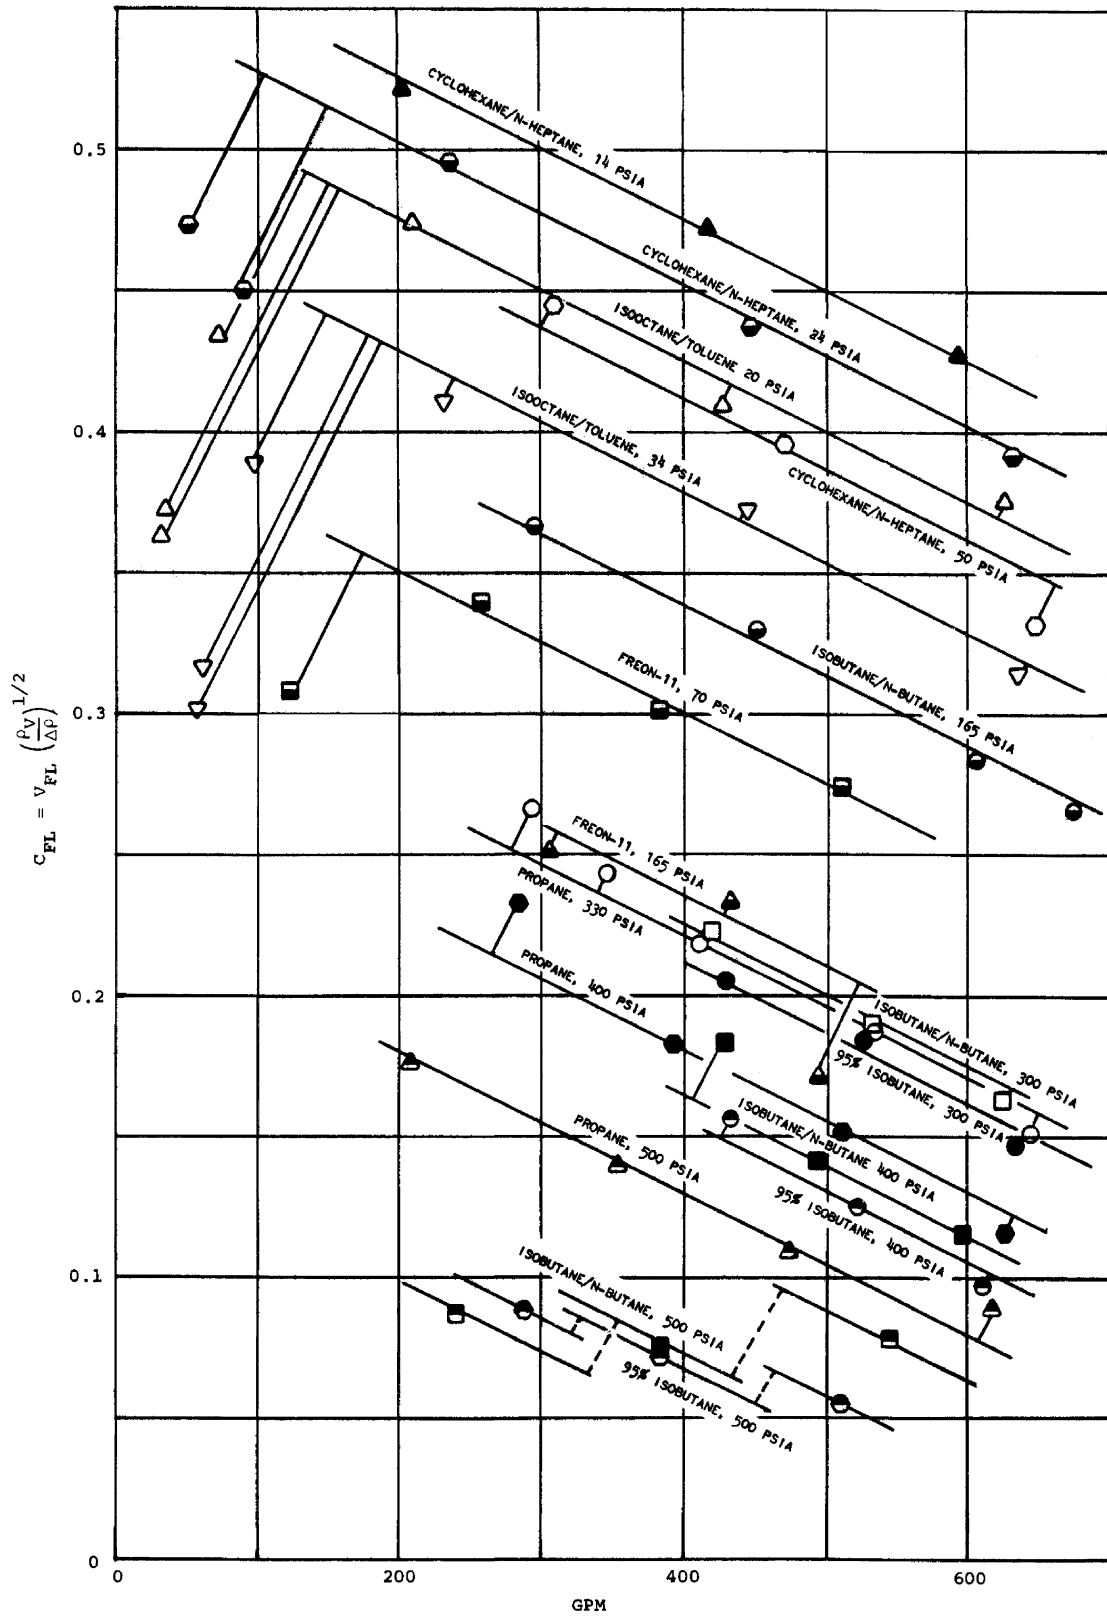 CYCLOHEXANE/N-HEPTANE, 14 PSIA
0.5
CYCLOHEXANE/N-HEPTANE, 24 PSIA
ISOOCTANE/TOLUENE 20 PSIA
ISOOCTANE/TOLUENE, 34 PSIA
0.4
CYCLOHEXANE/N-HEPTANE, 50 PSIA
FREON-11, 70 PSIA
ISOBUTANE/N-BUTANE, 165 PSIA
0.3
C_FL = V_FL (ρ_V/Δρ)^1/2
FREON-11, 165 PSIA
PROPANE, 330 PSIA
PROPANE, 400 PSIA
0.2
ISOBUTANE/N-BUTANE, 300 PSIA
95% ISOBUTANE, 300 PSIA
ISOBUTANE/N-BUTANE 400 PSIA
PROPANE, 500 PSIA
95% ISOBUTANE, 400 PSIA
0.1
ISOBUTANE/N-BUTANE, 500 PSIA
95% ISOBUTANE, 500 PSIA
0
0 200 400 600
GPM